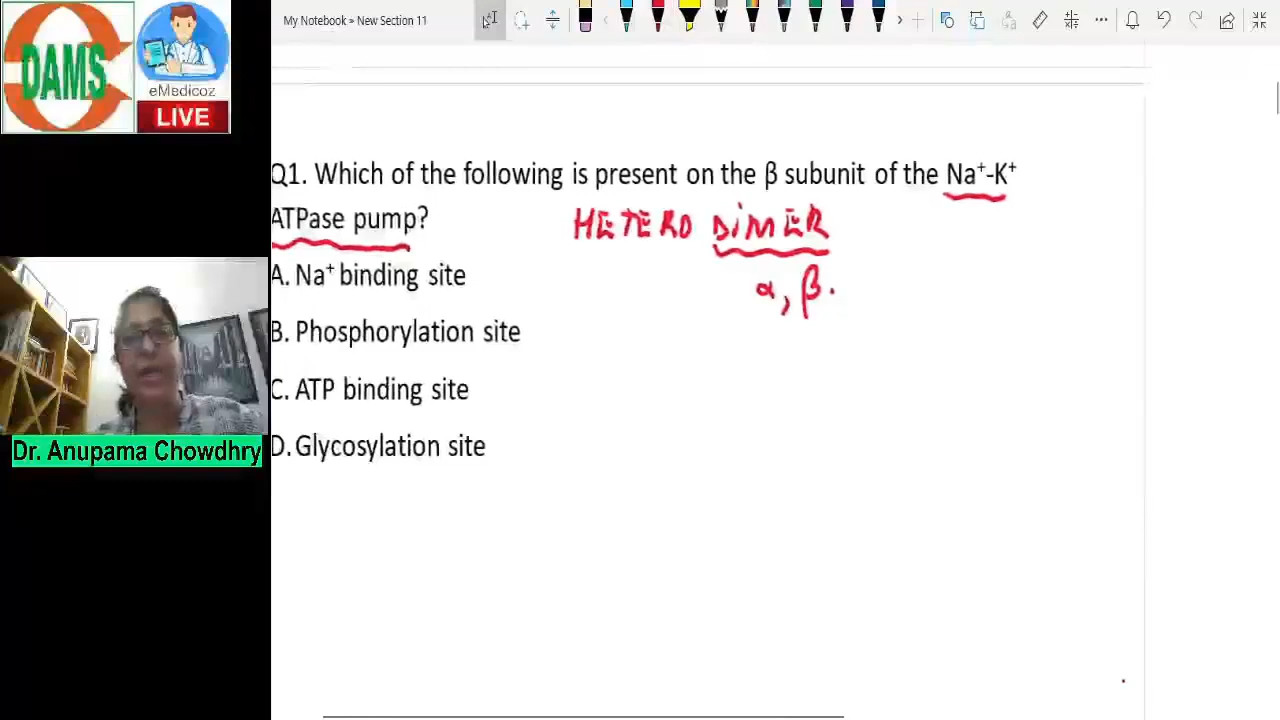 My Notebook » New Section 11
DAMS
eMedicoz
LIVE
Q1. Which of the following is present on the β subunit of the Na⁺-K⁺
ATPase pump?
HETERO DIMER
α, β.
A. Na⁺ binding site
B. Phosphorylation site
C. ATP binding site
D. Glycosylation site
Dr. Anupama Chowdhry